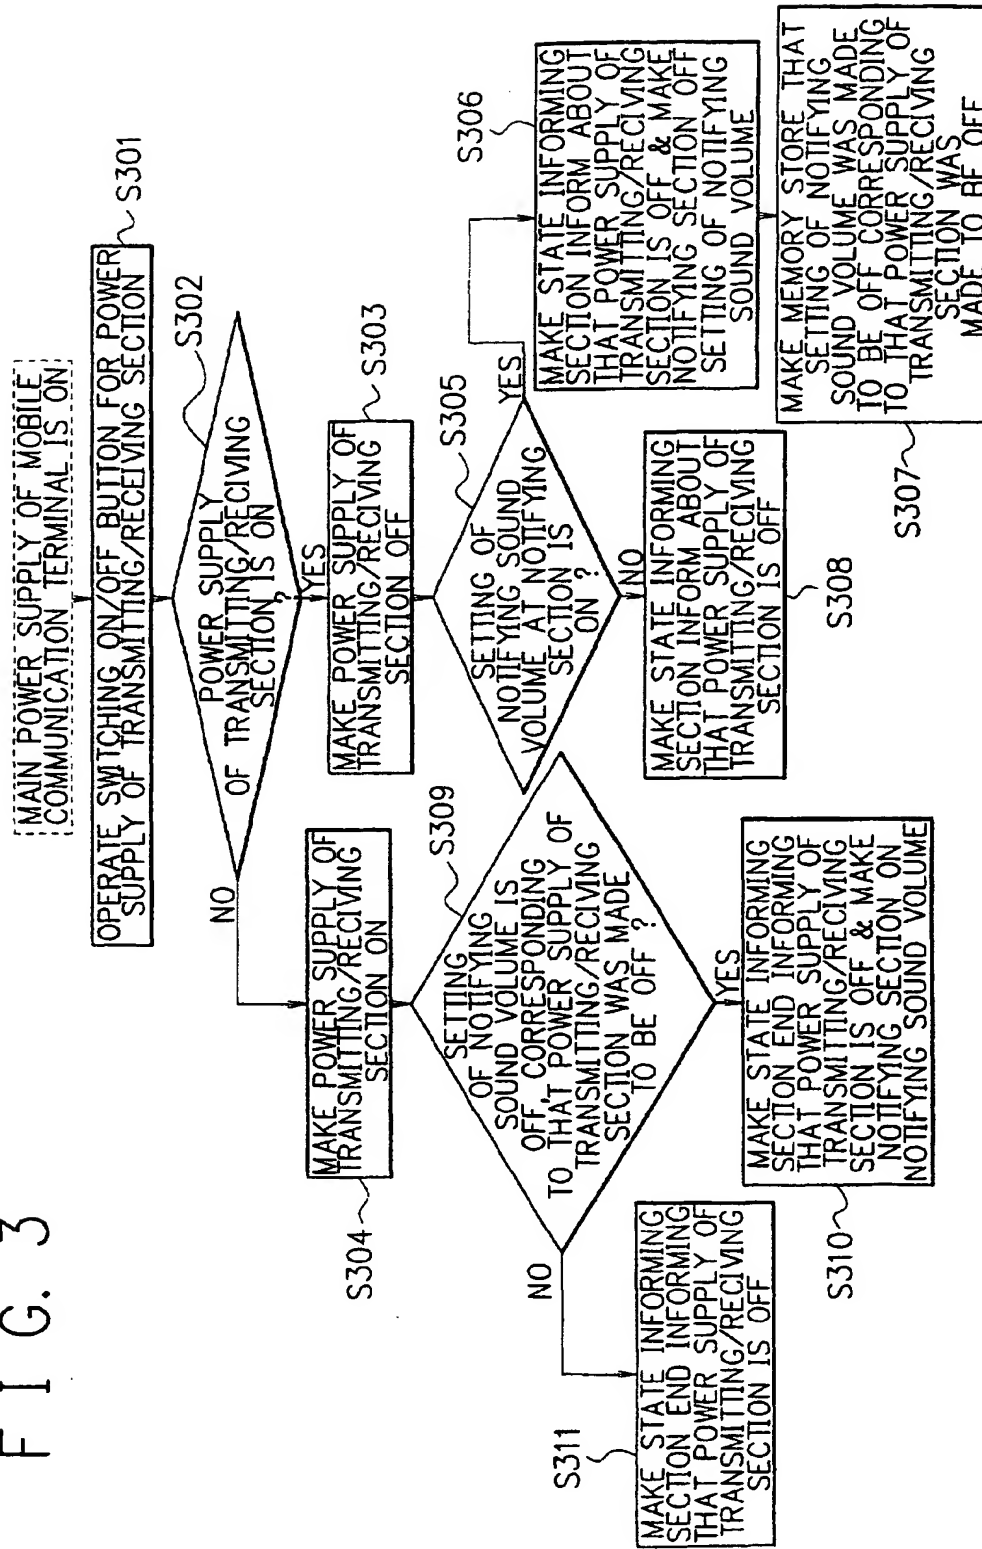 F I G. 3
MAIN POWER SUPPLY OF MOBILE
COMMUNICATION TERMINAL IS ON
OPERATE SWITCHING ON/OFF BUTTON FOR POWER
SUPPLY OF TRANSMITTING/RECEIVING SECTION
S301
S302
POWER SUPPLY
OF TRANSMITTING/RECIVING
SECTION IS ON
?
NO
YES
S303
MAKE POWER SUPPLY OF
TRANSMITTING/RECIVING
SECTION OFF
S304
MAKE POWER SUPPLY OF
TRANSMITTING/RECIVING
SECTION ON
S305
SETTING OF
NOTIFYING SOUND
VOLUME AT NOTIFYING
SECTION IS
ON ?
YES
NO
S306
MAKE STATE INFORMING
SECTION INFORM ABOUT
THAT POWER SUPPLY OF
TRANSMITTING/RECIVING
SECTION IS OFF & MAKE
NOTIFYING SECTION OFF
SETTING OF NOTIFYING
SOUND VOLUME
MAKE MEMORY STORE THAT
SETTING OF NOTIFYING
SOUND VOLUME WAS MADE
TO BE OFF CORRESPONDING
TO THAT POWER SUPPLY OF
TRANSMITTING/RECIVING
SECTION WAS
MADE TO BE OFF
S307
MAKE STATE INFORMING
SECTION INFORM ABOUT
THAT POWER SUPPLY OF
TRANSMITTING/RECIVING
SECTION IS OFF
S308
S309
SETTING
OF NOTIFYING
SOUND VOLUME IS
OFF, CORRESPONDING
TO THAT POWER SUPPLY OF
TRANSMITTING/RECIVING
SECTION WAS MADE
TO BE OFF ?
NO
YES
MAKE STATE INFORMING
SECTION END INFORMING
THAT POWER SUPPLY OF
TRANSMITTING/RECIVING
SECTION IS OFF & MAKE
NOTIFYING SECTION ON
NOTIFYING SOUND VOLUME
S310
S311
MAKE STATE INFORMING
SECTION END INFORMING
THAT POWER SUPPLY OF
TRANSMITTING/RECIVING
SECTION IS OFF